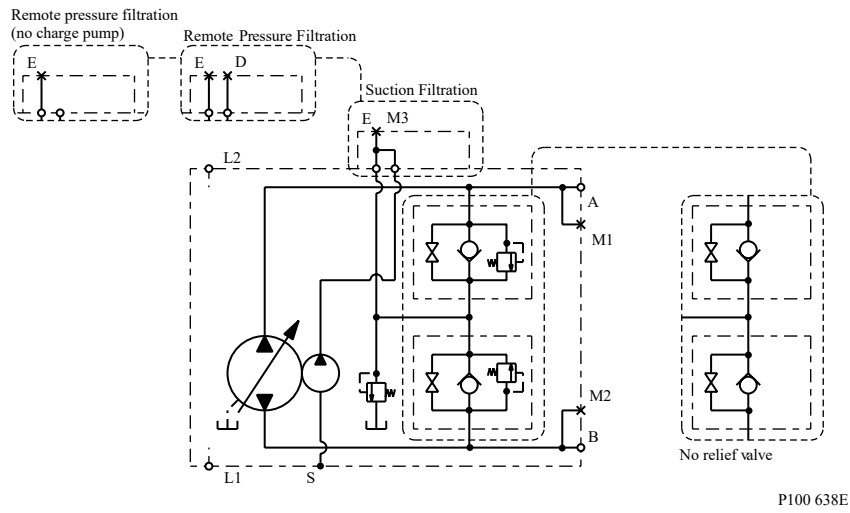 Remote pressure filtration
(no charge pump)
Remote Pressure Filtration
E
E
D
Suction Filtration
E
M3
L2
A
M1
M2
B
L1
S
No relief valve
P100 638E